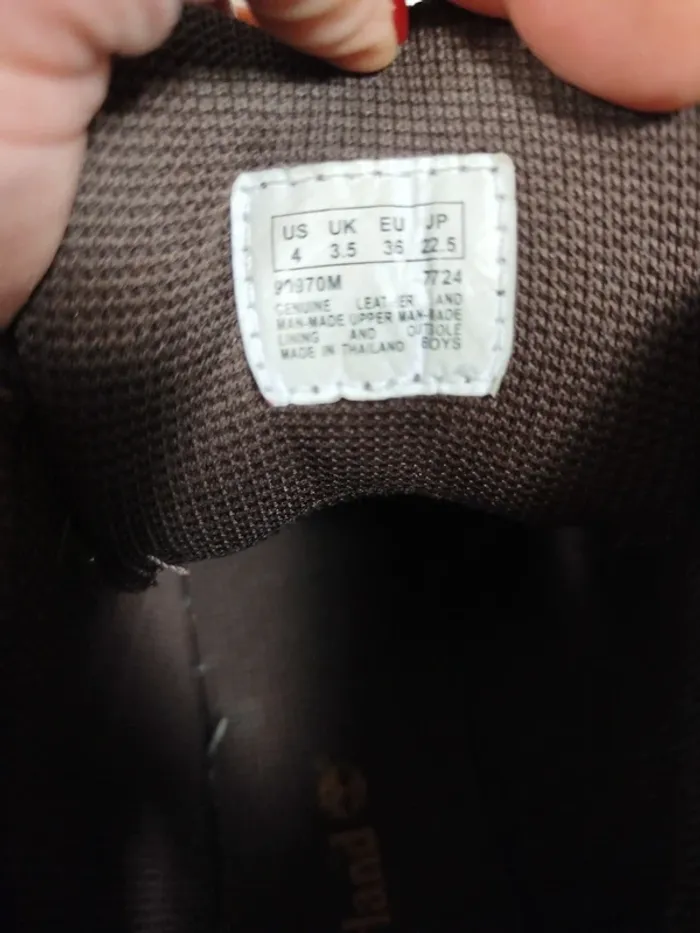 US UK EU JP
4 3.5 36 22.5
7724
GENUINE LEATHER AND
MAN-MADE UPPER MAN-MADE
LINING AND OUTSOLE
MADE IN THAILAND BOYS
land